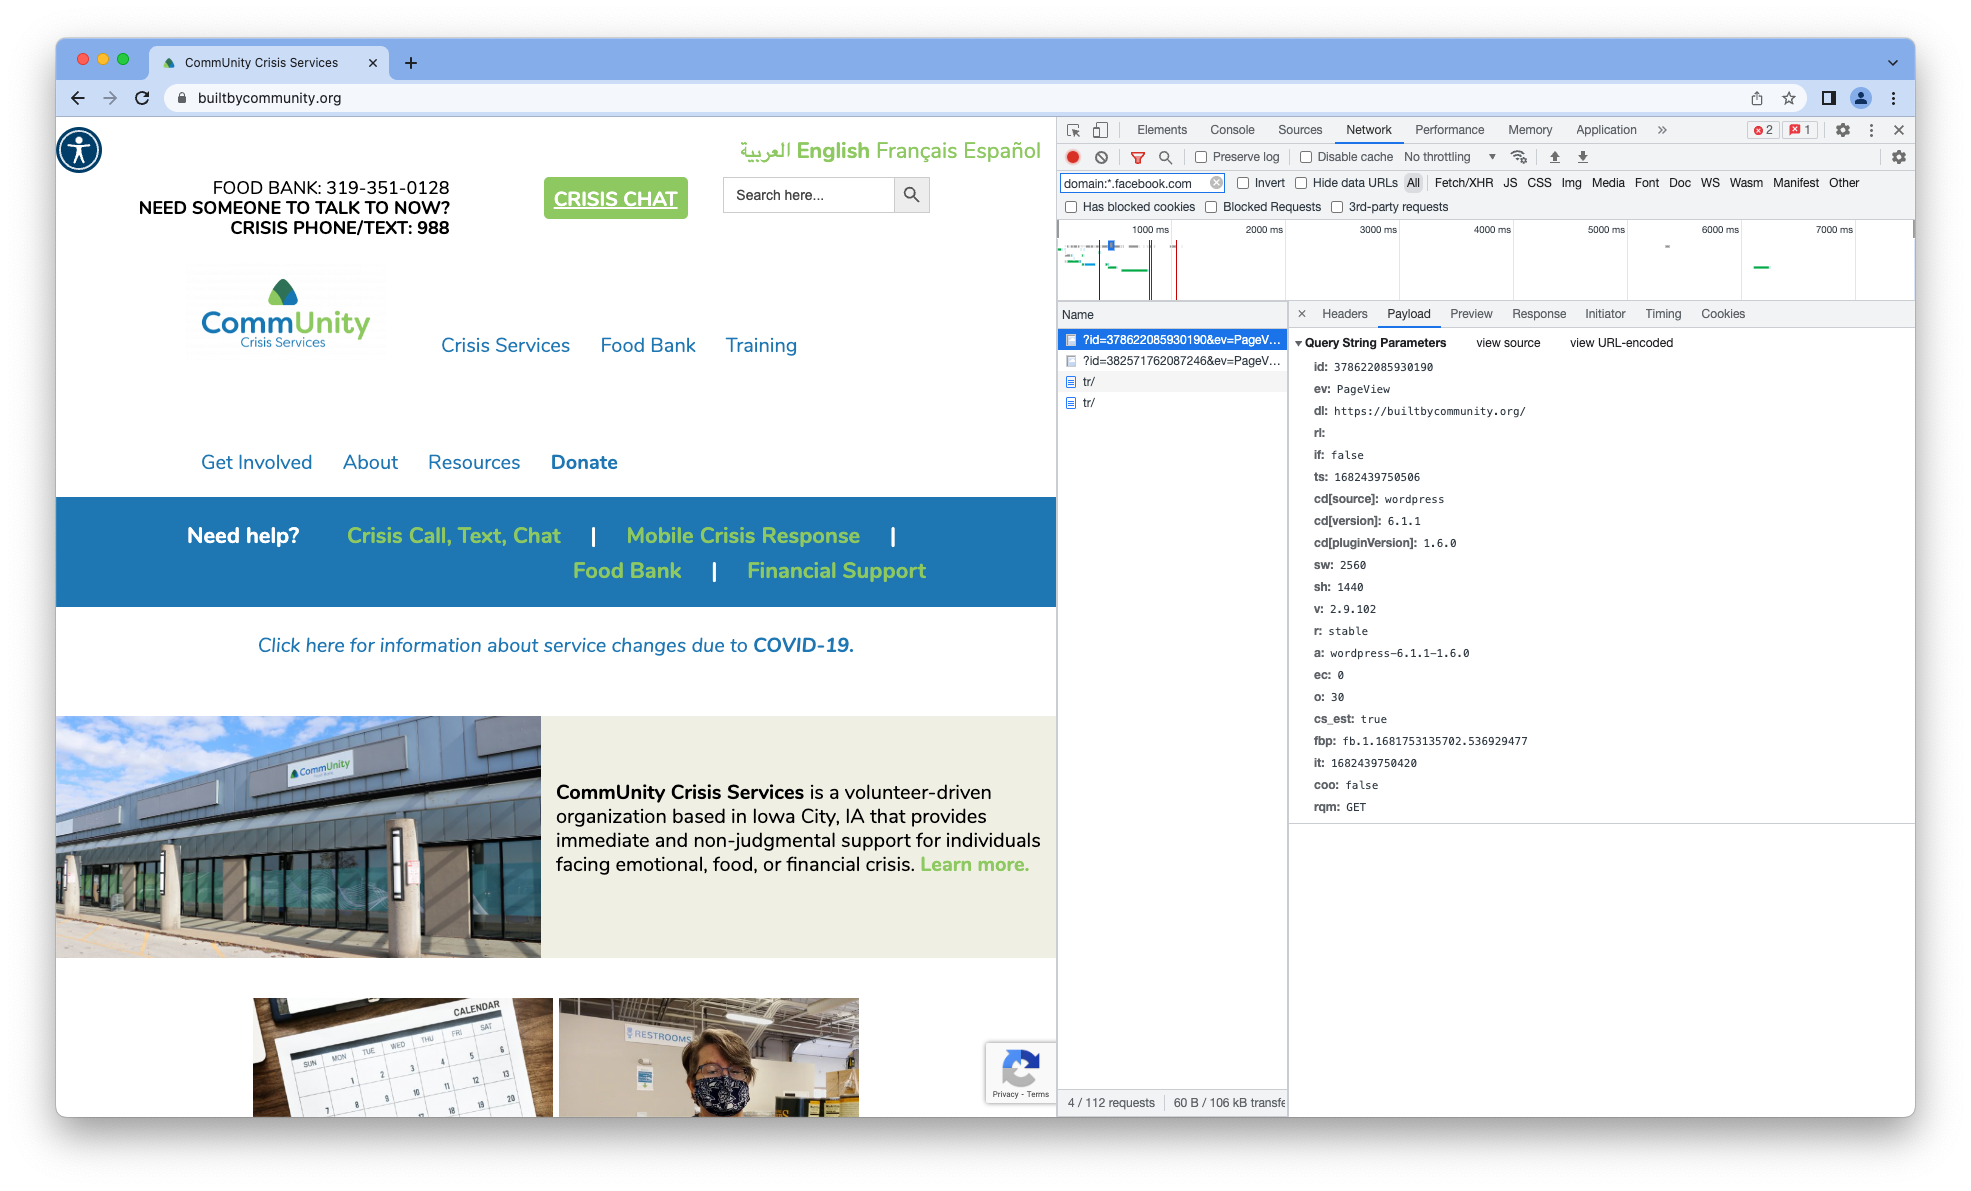 CommUnity Crisis Services
builtbycommunity.org
العربية English Français Español
FOOD BANK: 319-351-0128
NEED SOMEONE TO TALK TO NOW?
CRISIS PHONE/TEXT: 988
CRISIS CHAT
Search here...
CommUnity
Crisis Services
Crisis Services Food Bank Training
Get Involved About Resources Donate
Need help? Crisis Call, Text, Chat | Mobile Crisis Response |
Food Bank | Financial Support
Click here for information about service changes due to COVID-19.
CommUnity
CommUnity Crisis Services is a volunteer-driven
organization based in Iowa City, IA that provides
immediate and non-judgmental support for individuals
facing emotional, food, or financial crisis. Learn more.
CALENDAR
SUN MON TUE WED THU FRI SAT
1 2 3 4 5 6
7 8 9 10 11 12 13
18 19 20
RESTROOMS
Privacy - Terms
Elements Console Sources Network Performance Memory Application » 2 1
Preserve log Disable cache No throttling
domain:*.facebook.com Invert Hide data URLs All Fetch/XHR JS CSS Img Media Font Doc WS Wasm Manifest Other
Has blocked cookies Blocked Requests 3rd-party requests
1000 ms 2000 ms 3000 ms 4000 ms 5000 ms 6000 ms 7000 ms
Name
?id=378622085930190&ev=PageV...
?id=382571762087246&ev=PageV...
tr/
tr/
4 / 112 requests 60 B / 106 kB transfe
Headers Payload Preview Response Initiator Timing Cookies
Query String Parameters view source view URL-encoded
id: 378622085930190
ev: PageView
dl: https://builtbycommunity.org/
rl:
if: false
ts: 1682439750506
cd[source]: wordpress
cd[version]: 6.1.1
cd[pluginVersion]: 1.6.0
sw: 2560
sh: 1440
v: 2.9.102
r: stable
a: wordpress-6.1.1-1.6.0
ec: 0
o: 30
cs_est: true
fbp: fb.1.1681753135702.536929477
it: 1682439750420
coo: false
rqm: GET